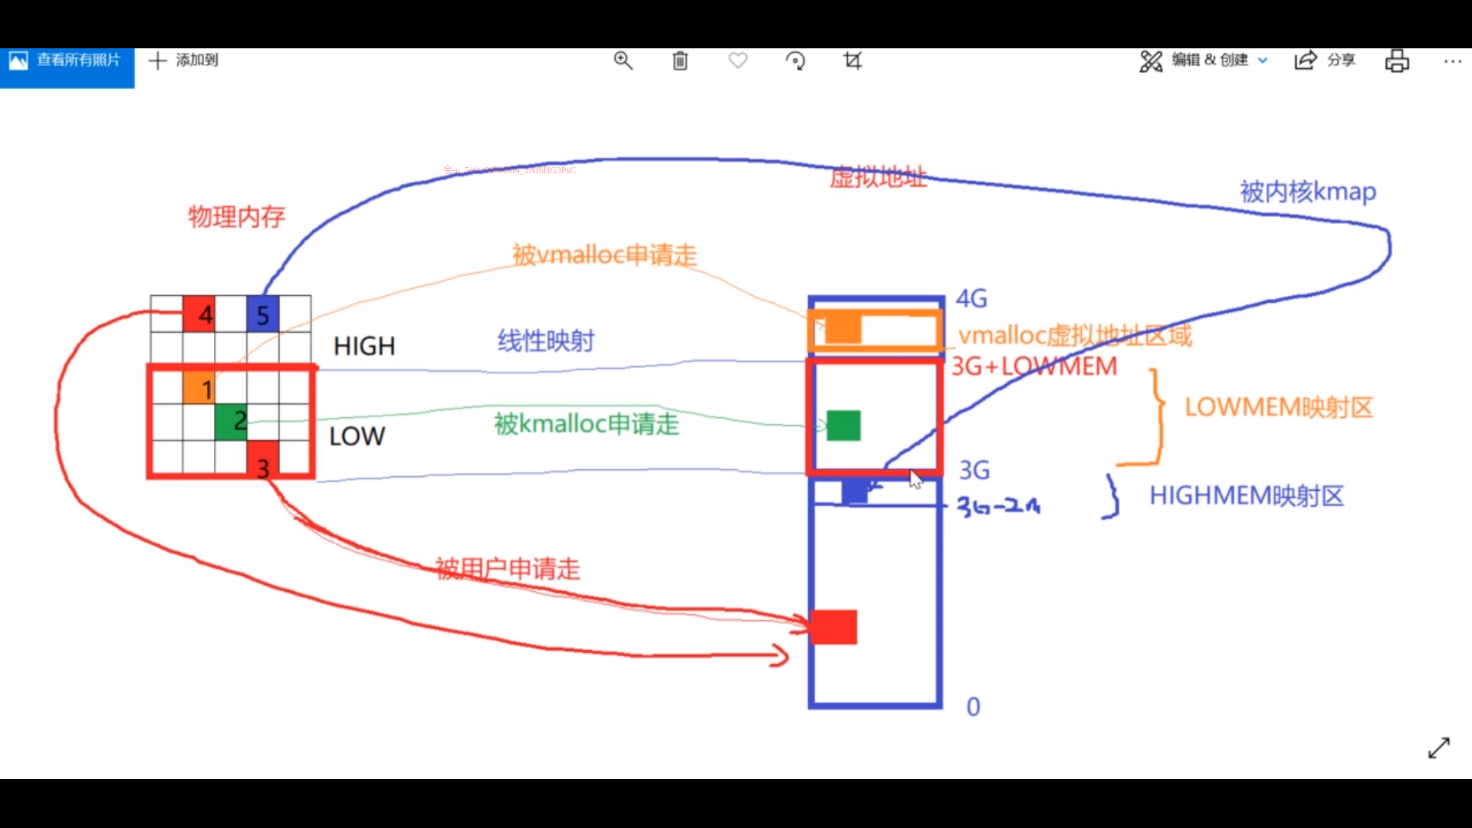 查看所有照片
添加到
编辑 & 创建
分享
物理内存
虚拟地址
被内核kmap
被vmalloc申请走
4
5
HIGH
线性映射
4G
vmalloc虚拟地址区域
3G+LOWMEM
1
2
LOW
被kmalloc申请走
LOWMEM映射区
3
3G
3G-2M
HIGHMEM映射区
被用户申请走
0